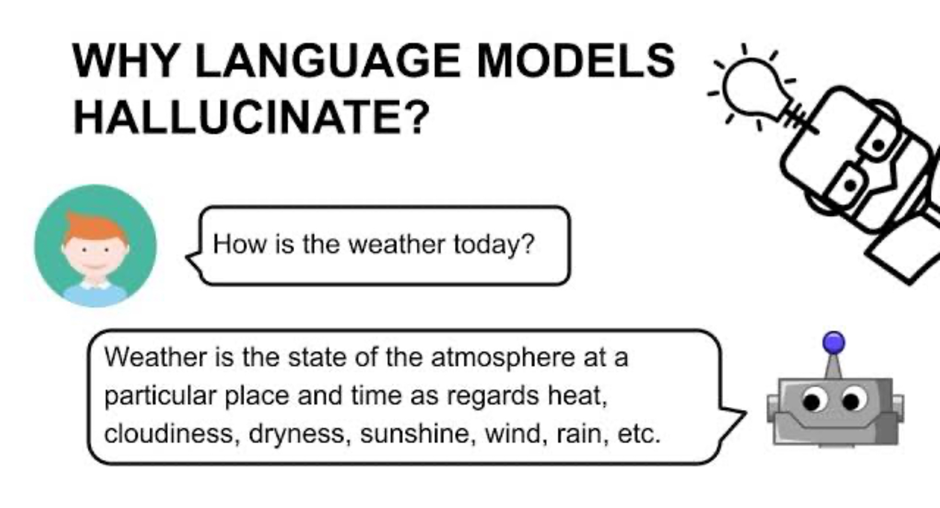 WHY LANGUAGE MODELS
HALLUCINATE?
How is the weather today?
Weather is the state of the atmosphere at a
particular place and time as regards heat,
cloudiness, dryness, sunshine, wind, rain, etc.